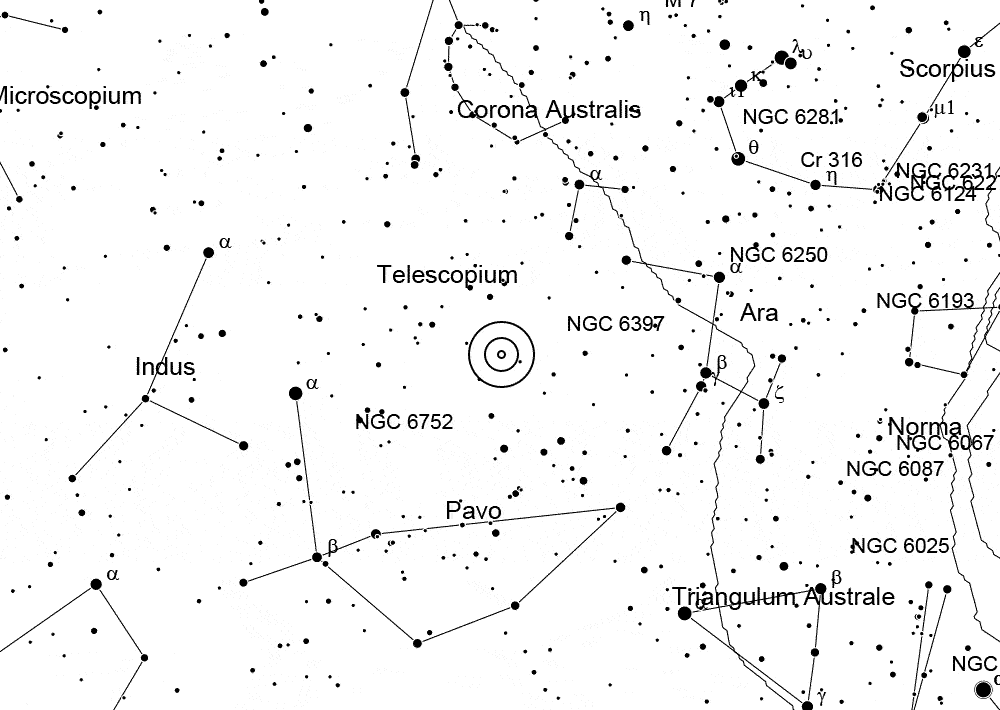 M 7
η
ε
λ
υ
Scorpius
κ
Microscopium
ι1
Corona Australis
μ1
NGC 6281
θ
Cr 316
NGC 6231
η
NGC 6124
α
α
NGC 6250
α
Telescopium
NGC 6193
Ara
NGC 6397
Indus
β
α
ζ
NGC 6752
Norma
NGC 6067
NGC 6087
Pavo
β
NGC 6025
α
β
Triangulum Australe
NGC
α
γ